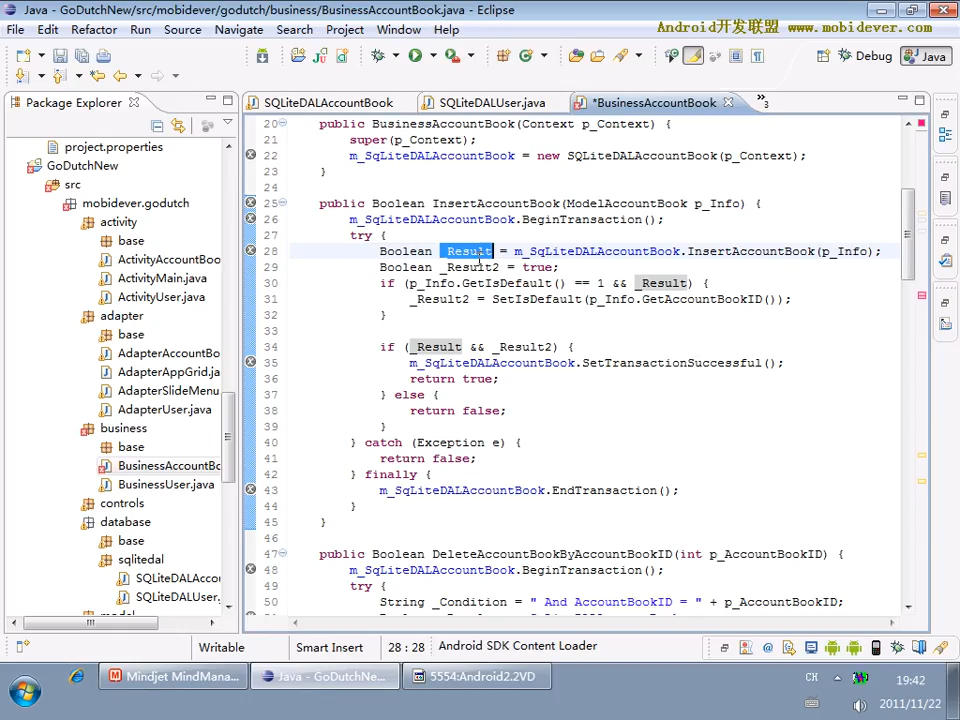 Java - GoDutchNew/src/mobidever/godutch/business/BusinessAccountBook.java - Eclipse
File Edit Refactor Run Source Navigate Search Project Window Help
Android开发联盟 www.mobidever.com
Debug Java
Package Explorer
SQLiteDALAccountBook SQLiteDALUser.java *BusinessAccountBook »3
project.properties
GoDutchNew
src
mobidever.godutch
activity
base
ActivityAccountBoo
ActivityMain.java
ActivityUser.java
adapter
base
AdapterAccountBo
AdapterAppGrid.ja
AdapterSlideMenu
AdapterUser.java
business
base
BusinessAccountBo
BusinessUser.java
controls
database
base
sqlitedal
SQLiteDALAccou
SQLiteDALUser.
20 public BusinessAccountBook(Context p_Context) {
21 super(p_Context);
22 m_SqLiteDALAccountBook = new SQLiteDALAccountBook(p_Context);
23 }
24
25 public Boolean InsertAccountBook(ModelAccountBook p_Info) {
26 m_SqLiteDALAccountBook.BeginTransaction();
27 try {
28 Boolean _Result = m_SqLiteDALAccountBook.InsertAccountBook(p_Info);
29 Boolean _Result2 = true;
30 if (p_Info.GetIsDefault() == 1 && _Result) {
31 _Result2 = SetIsDefault(p_Info.GetAccountBookID());
32 }
33
34 if (_Result && _Result2) {
35 m_SqLiteDALAccountBook.SetTransactionSuccessful();
36 return true;
37 } else {
38 return false;
39 }
40 } catch (Exception e) {
41 return false;
42 } finally {
43 m_SqLiteDALAccountBook.EndTransaction();
44 }
45 }
46
47 public Boolean DeleteAccountBookByAccountBookID(int p_AccountBookID) {
48 m_SqLiteDALAccountBook.BeginTransaction();
49 try {
50 String _Condition = " And AccountBookID = " + p_AccountBookID;
Writable Smart Insert 28 : 28 Android SDK Content Loader
Mindjet MindMana... Java - GoDutchNe... 5554:Android2.2VD CH 19:42
2011/11/22